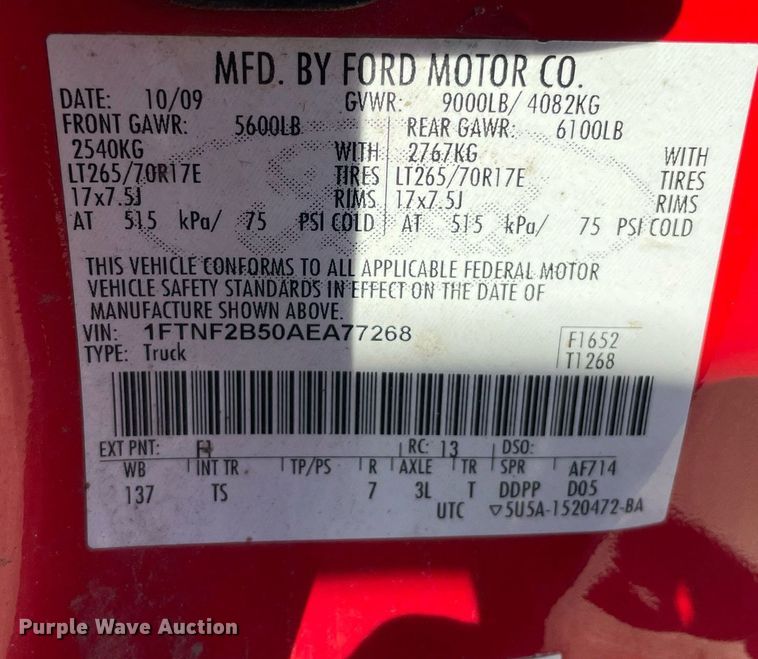 MFD. BY FORD MOTOR CO.
DATE: 10/09 GVWR: 9000LB/ 4082KG
FRONT GAWR: 5600LB REAR GAWR: 6100LB
2540KG WITH 2767KG WITH
LT265/70R17E TIRES LT265/70R17E TIRES
17x7.5J RIMS 17x7.5J RIMS
AT 515 kPa/ 75 PSI COLD AT 515 kPa/ 75 PSI COLD
THIS VEHICLE CONFORMS TO ALL APPLICABLE FEDERAL MOTOR
VEHICLE SAFETY STANDARDS IN EFFECT ON THE DATE OF
MANUFACTURE SHOWN ABOVE.
VIN: 1FTNF2B50AEA77268 F1652
TYPE: Truck T1268
EXT PNT: F1 RC: 13 DSO:
WB INT TR TP/PS R AXLE TR SPR AF714
137 TS 7 3L T DDPP D05
UTC ▽5U5A-1520472-BA
Purple Wave Auction